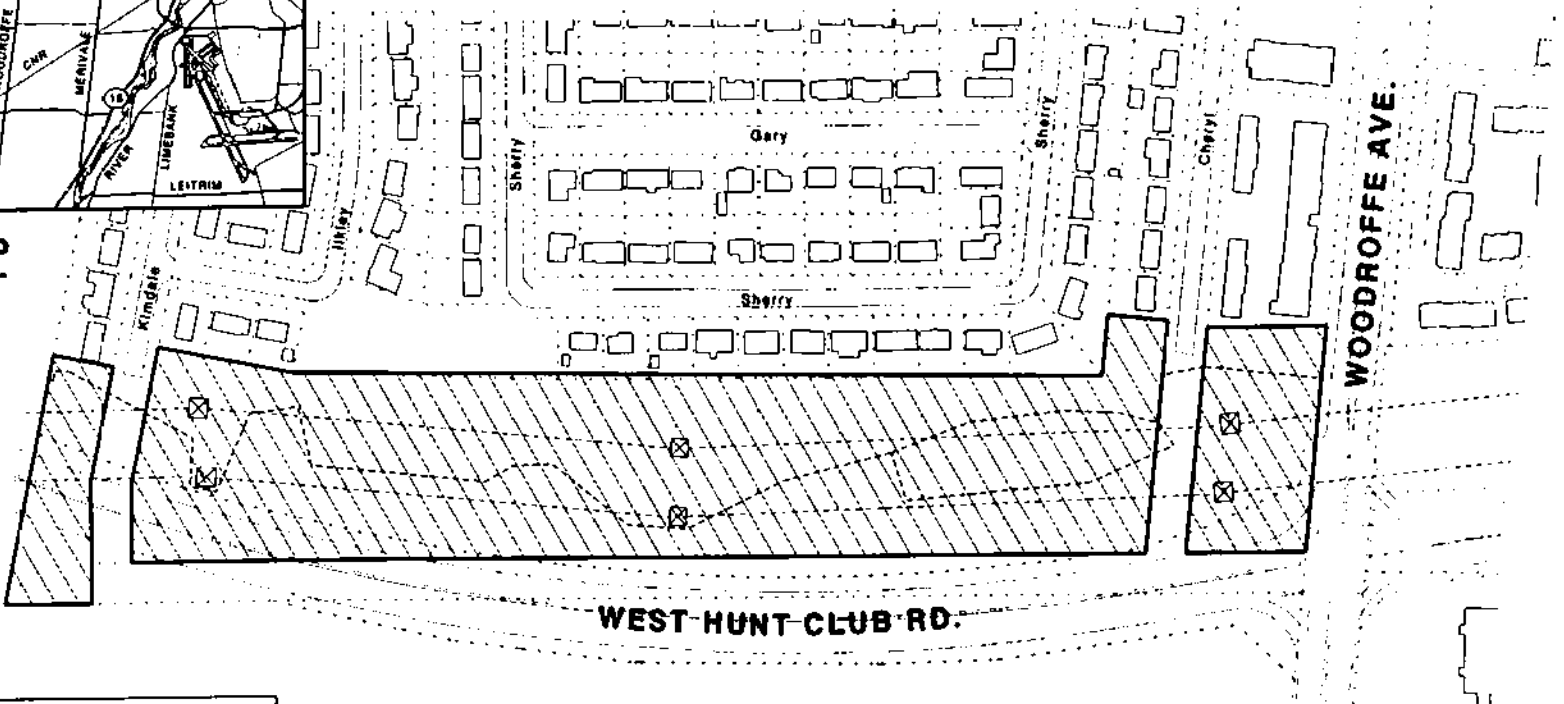 WOODROFFE
CNR
MERIVALE
16
RIVER
LIMEBANK
LEITRIM
Kimdale
Ilkley
Sherry
Gary
Sherry
Sherry
Cheryl
WOODROFFE AVE.
WEST HUNT CLUB RD.